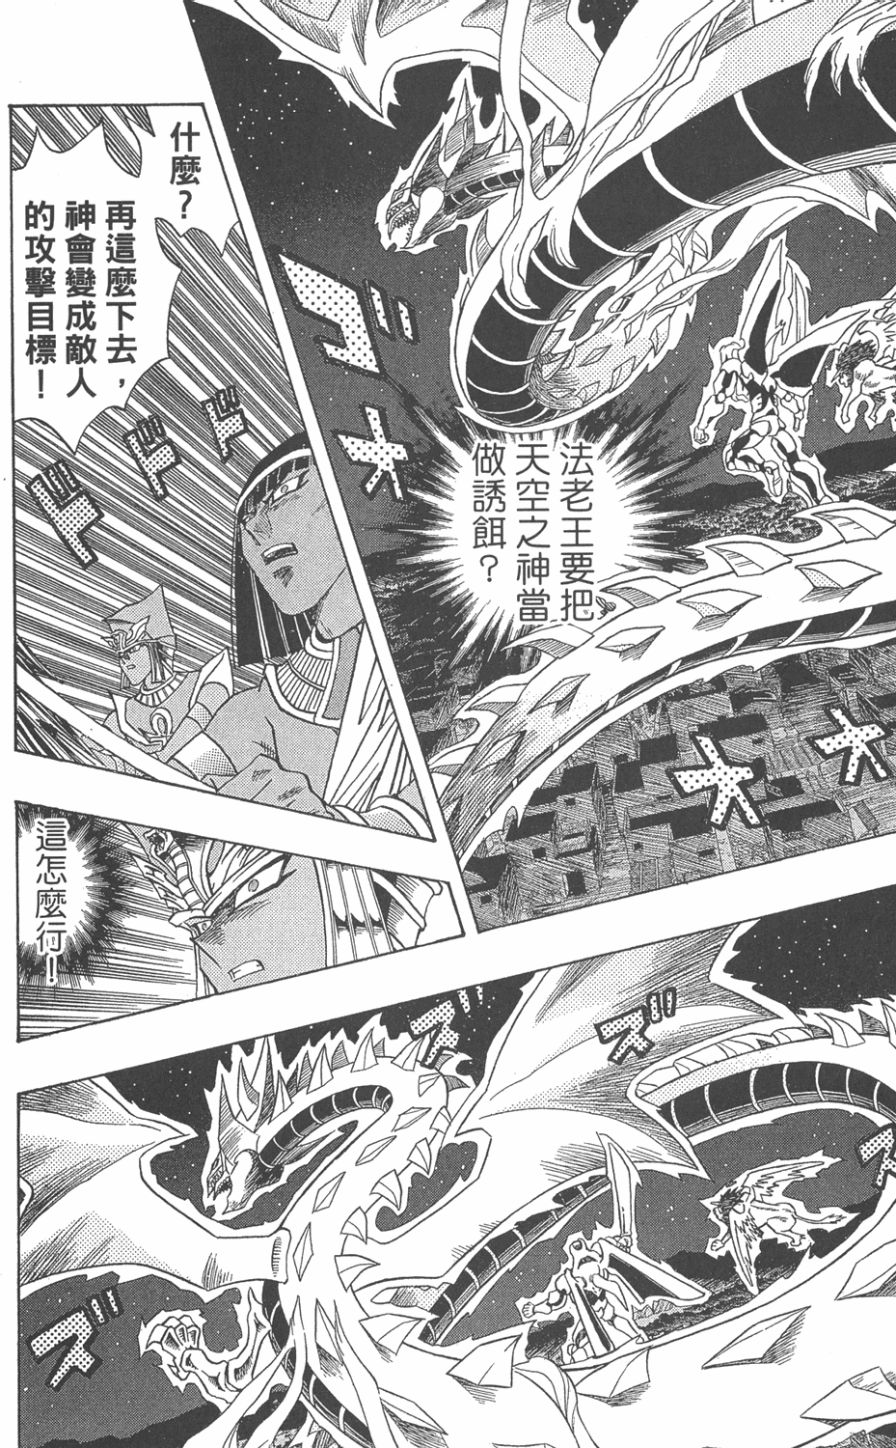 法老王要把
天空之神當
做誘餌？
ゴ
オ
オ
オ
什麼？
再這麼下去，
神會變成敵人
的攻擊目標！
ド
ド
ド
這怎麼行！
ズ
ズ
ズ
ズ